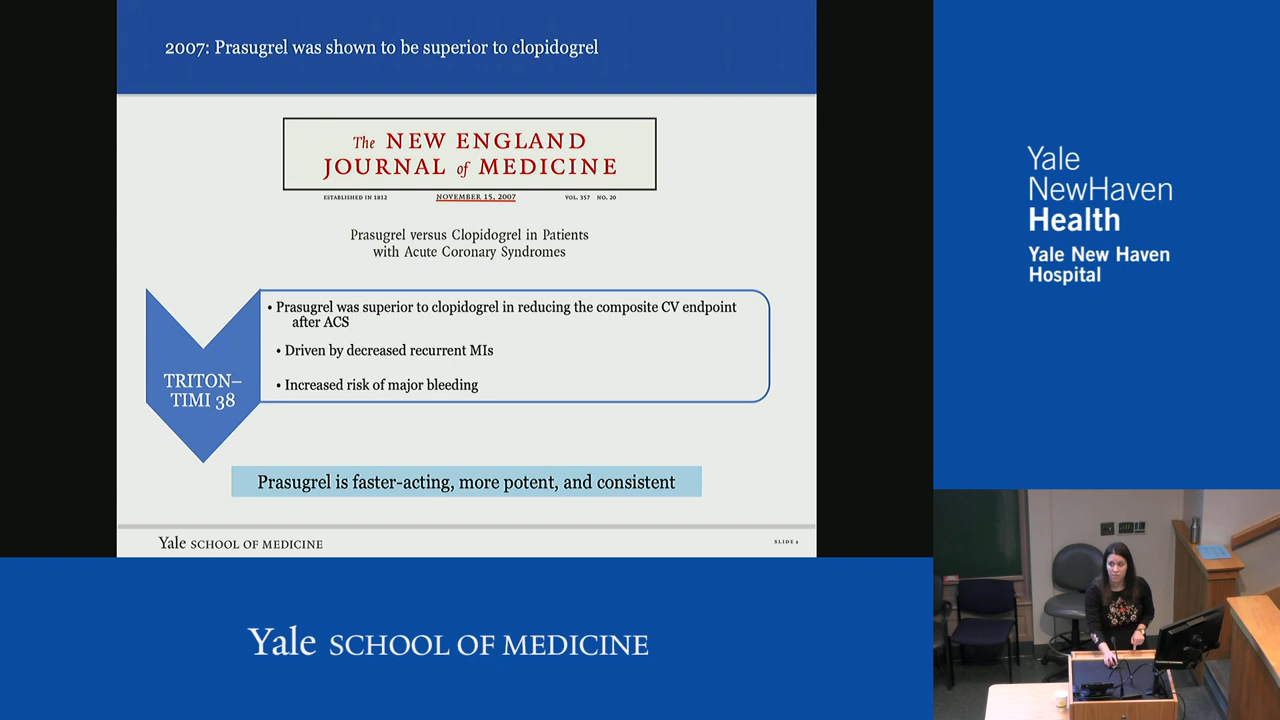 2007: Prasugrel was shown to be superior to clopidogrel
The NEW ENGLAND
JOURNAL of MEDICINE
ESTABLISHED IN 1812 NOVEMBER 15, 2007 VOL. 357 NO. 20
Prasugrel versus Clopidogrel in Patients
with Acute Coronary Syndromes
• Prasugrel was superior to clopidogrel in reducing the composite CV endpoint
after ACS
• Driven by decreased recurrent MIs
• Increased risk of major bleeding
TRITON–
TIMI 38
Prasugrel is faster-acting, more potent, and consistent
Yale SCHOOL OF MEDICINE
SLIDE
Yale
NewHaven
Health
Yale New Haven
Hospital
Yale SCHOOL OF MEDICINE